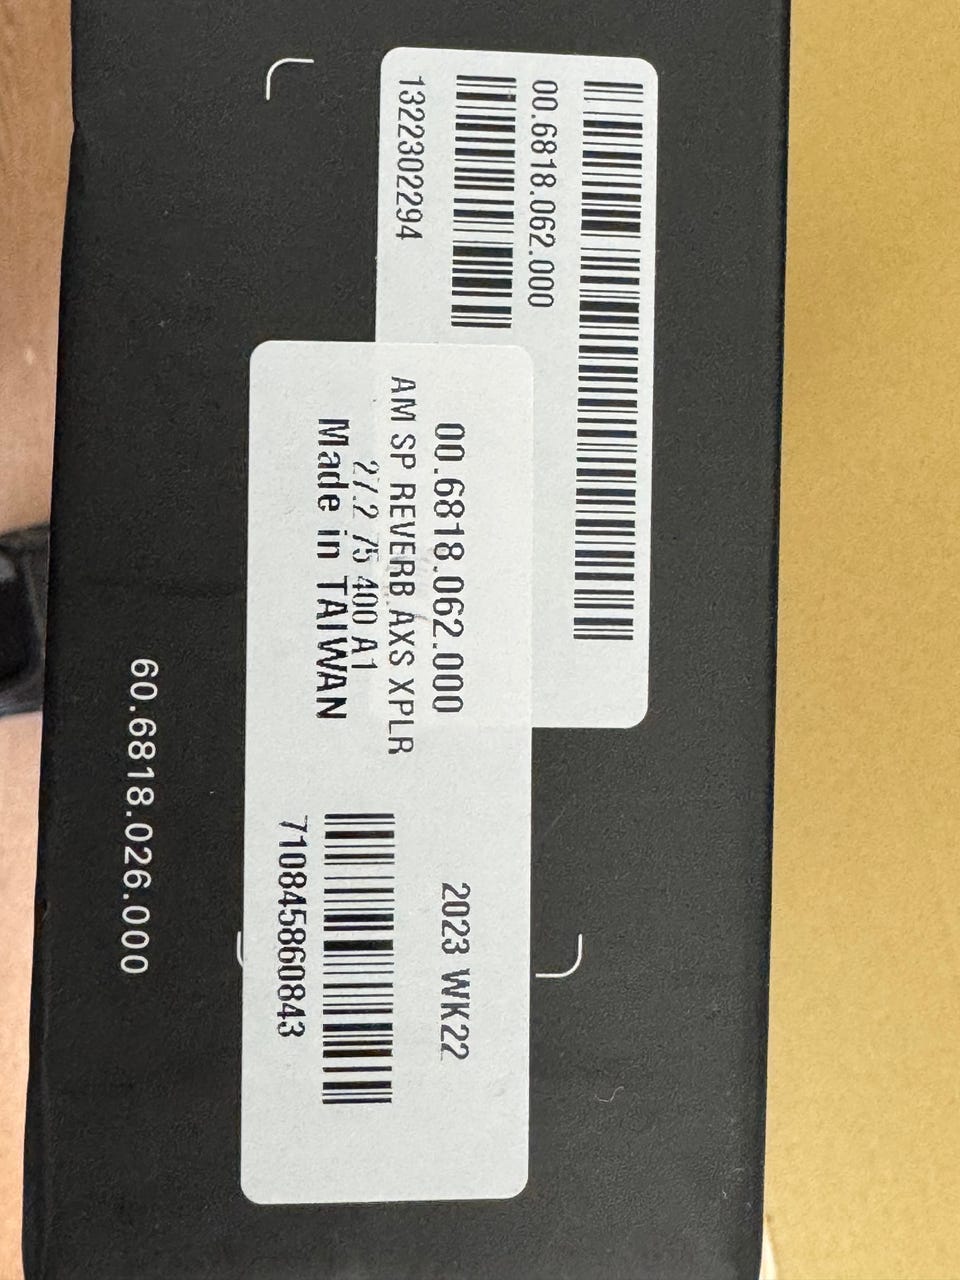 00.6818.062.000
1322302294
00.6818.062.000
AM SP REVERB AXS XPLR
27.2 75 400 A1
Made in TAIWAN
2023 WK22
710845860843
60.6818.026.000